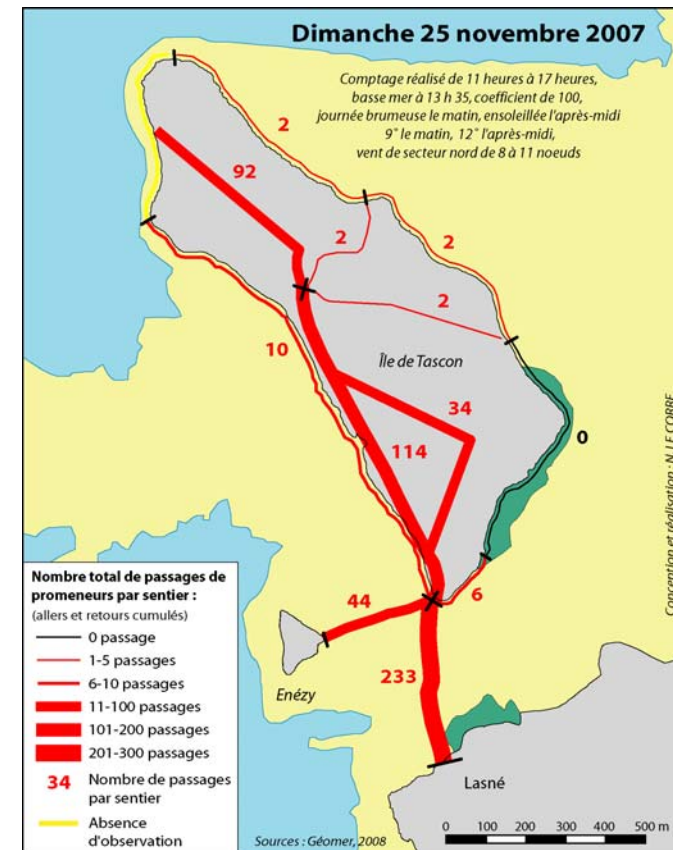 Dimanche 25 novembre 2007
Comptage réalisé de 11 heures à 17 heures,
basse mer à 13 h 35, coefficient de 100,
journée brumeuse le matin, ensoleillée l'après-midi
9° le matin, 12° l'après-midi,
vent de secteur nord de 8 à 11 noeuds
2
92
2
2
2
10
Île de Tascon
34
0
114
44
6
233
Enézy
Lasné
Conception et réalisation : N. LE CORRE
Nombre total de passages de
promeneurs par sentier :
(allers et retours cumulés)
0 passage
1-5 passages
6-10 passages
11-100 passages
101-200 passages
201-300 passages
34 Nombre de passages
par sentier
Absence
d'observation
Sources : Géomer, 2008
0 100 200 300 400 500 m